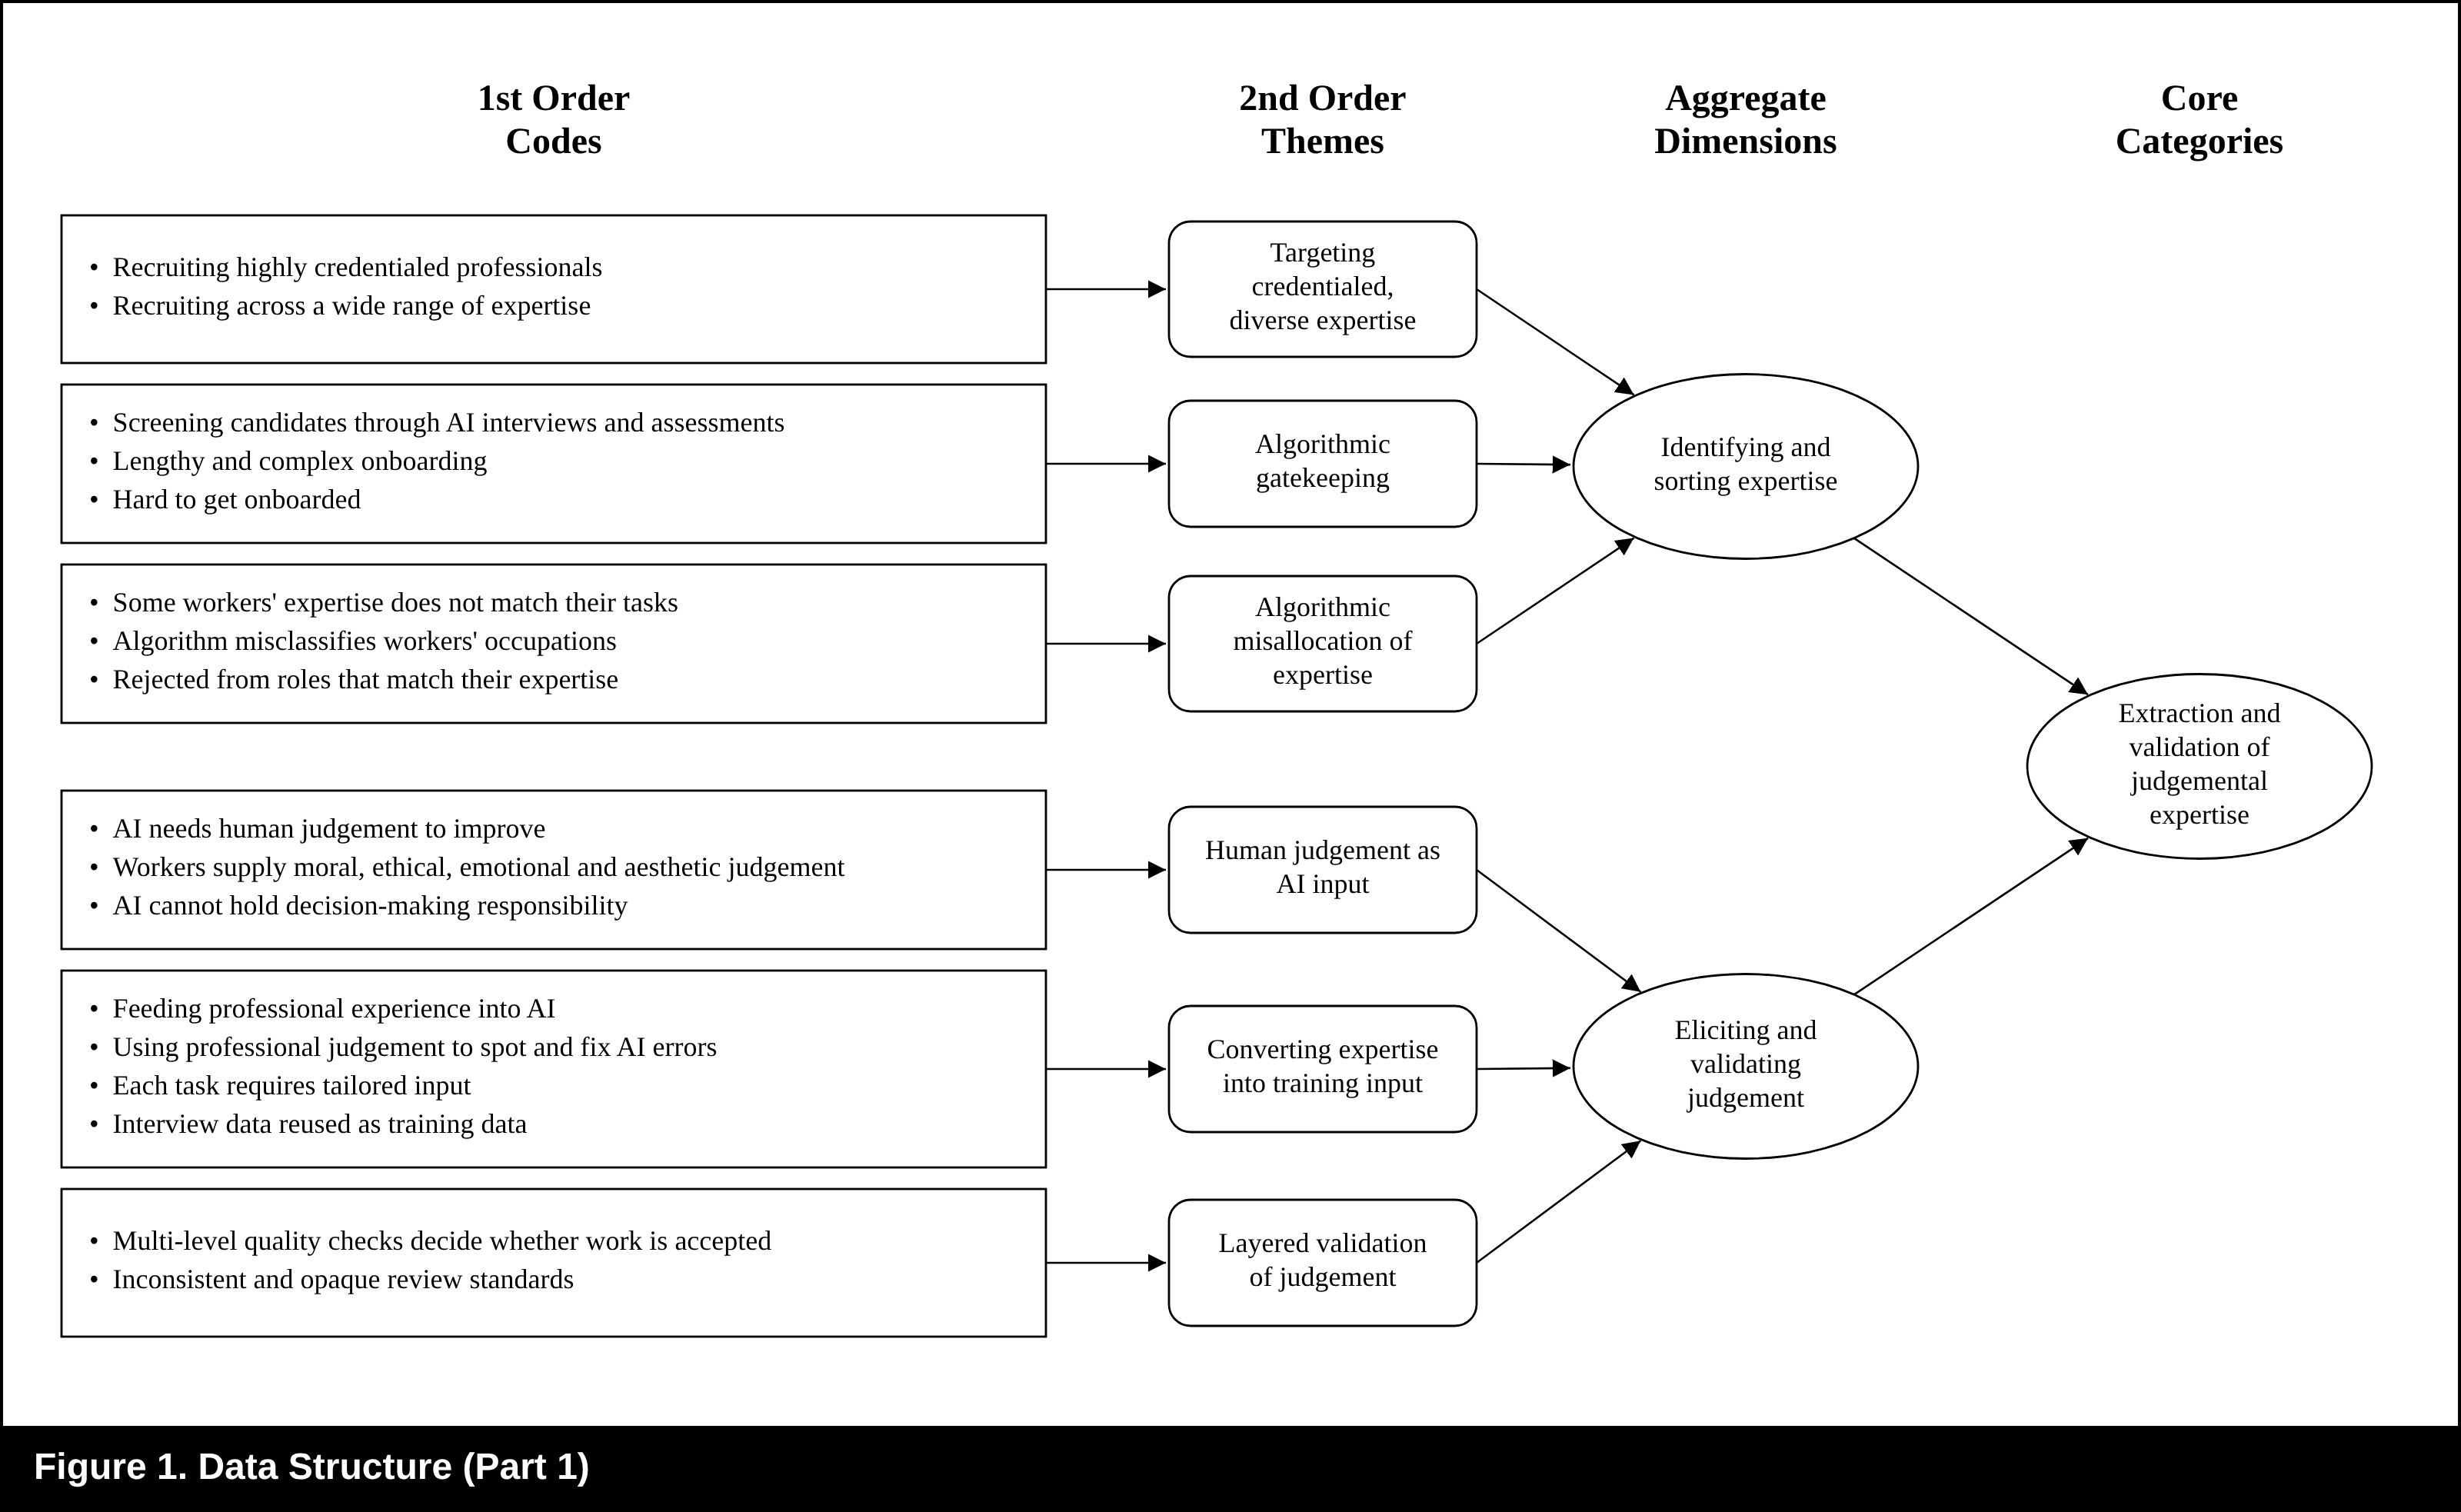 1st Order
Codes
2nd Order
Themes
Aggregate
Dimensions
Core
Categories
• Recruiting highly credentialed professionals
• Recruiting across a wide range of expertise
Targeting
credentialed,
diverse expertise
• Screening candidates through AI interviews and assessments
• Lengthy and complex onboarding
• Hard to get onboarded
Algorithmic
gatekeeping
Identifying and
sorting expertise
• Some workers' expertise does not match their tasks
• Algorithm misclassifies workers' occupations
• Rejected from roles that match their expertise
Algorithmic
misallocation of
expertise
Extraction and
validation of
judgemental
expertise
• AI needs human judgement to improve
• Workers supply moral, ethical, emotional and aesthetic judgement
• AI cannot hold decision-making responsibility
Human judgement as
AI input
• Feeding professional experience into AI
• Using professional judgement to spot and fix AI errors
• Each task requires tailored input
• Interview data reused as training data
Converting expertise
into training input
Eliciting and
validating
judgement
• Multi-level quality checks decide whether work is accepted
• Inconsistent and opaque review standards
Layered validation
of judgement
Figure 1. Data Structure (Part 1)